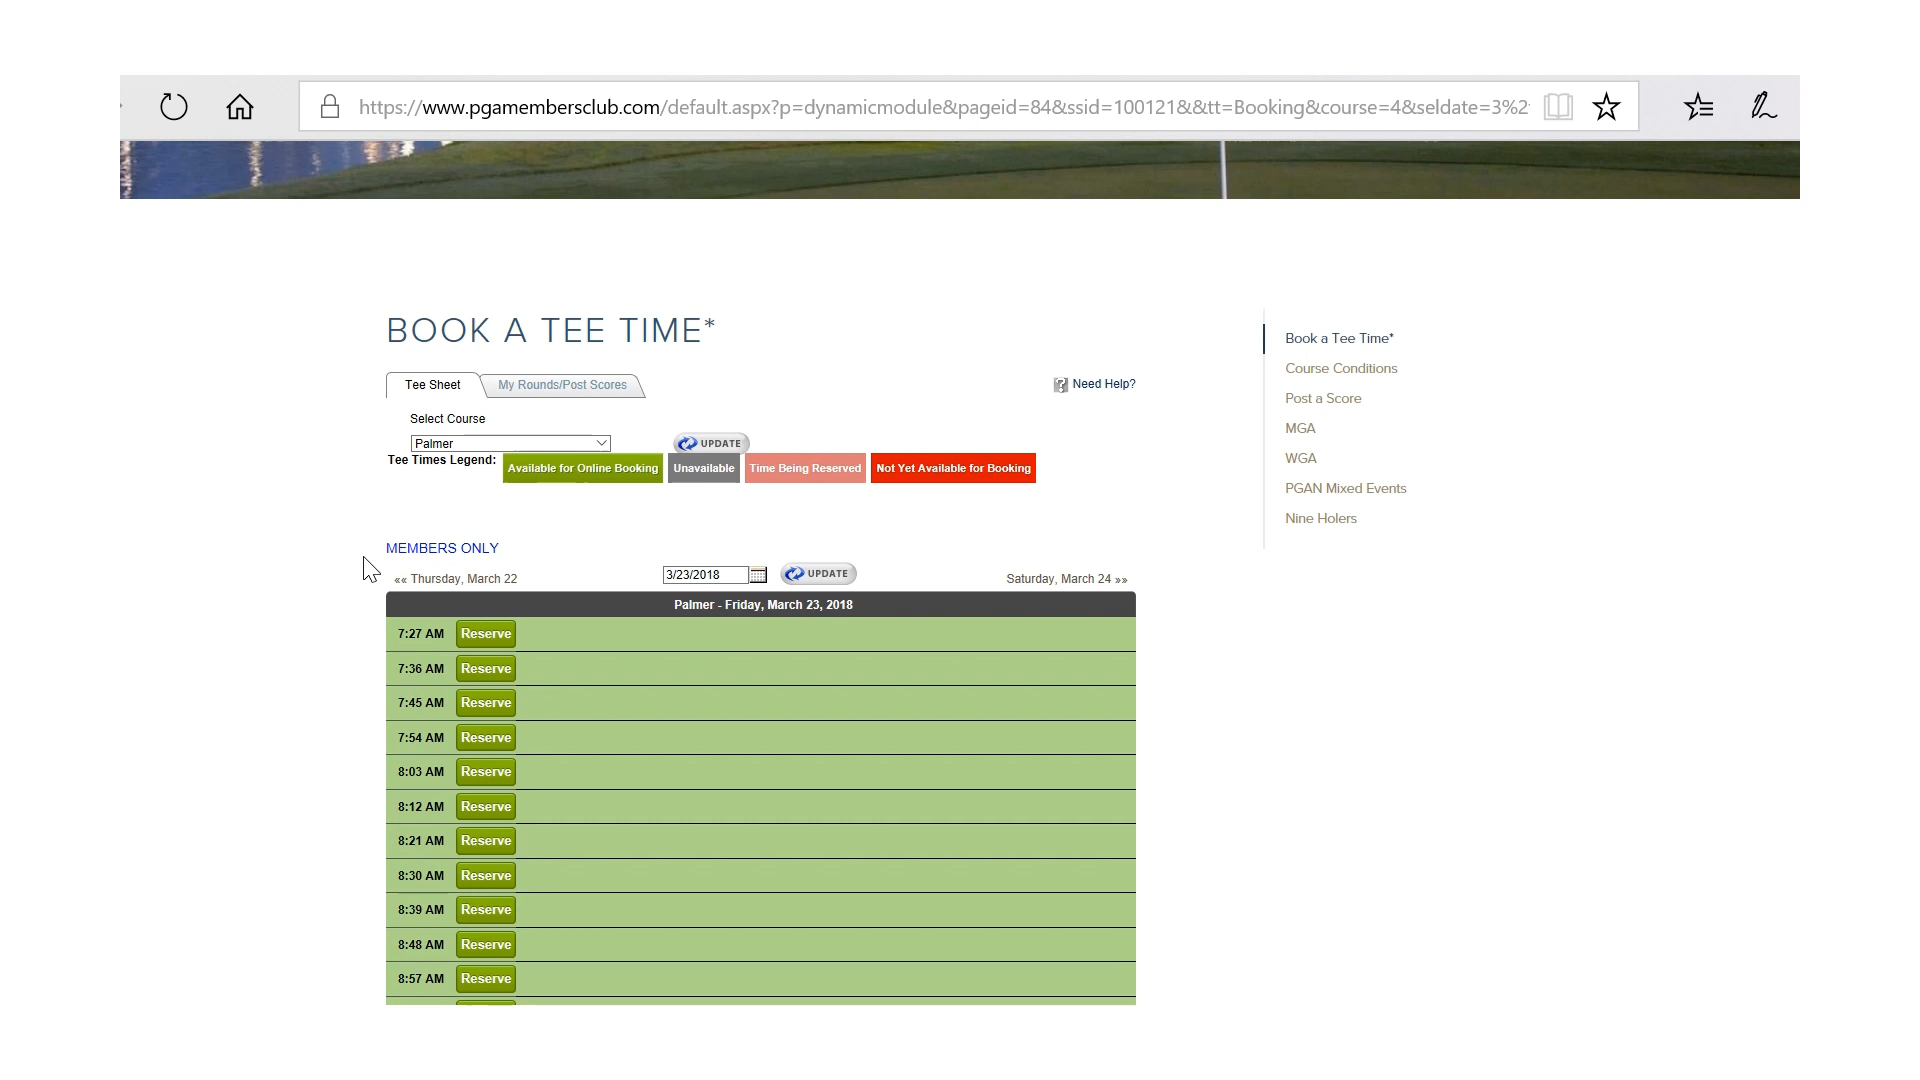 https://www.pgamembersclub.com/default.aspx?p=dynamicmodule&pageid=84&ssid=100121&&tt=Booking&course=4&seldate=3%2
BOOK A TEE TIME*
Tee Sheet
My Rounds/Post Scores
Need Help?
Select Course
Palmer
UPDATE
Tee Times Legend:
Available for Online Booking
Unavailable
Time Being Reserved
Not Yet Available for Booking
MEMBERS ONLY
«« Thursday, March 22
3/23/2018
UPDATE
Saturday, March 24 »»
Palmer - Friday, March 23, 2018
7:27 AM Reserve
7:36 AM Reserve
7:45 AM Reserve
7:54 AM Reserve
8:03 AM Reserve
8:12 AM Reserve
8:21 AM Reserve
8:30 AM Reserve
8:39 AM Reserve
8:48 AM Reserve
8:57 AM Reserve
Book a Tee Time*
Course Conditions
Post a Score
MGA
WGA
PGAN Mixed Events
Nine Holers